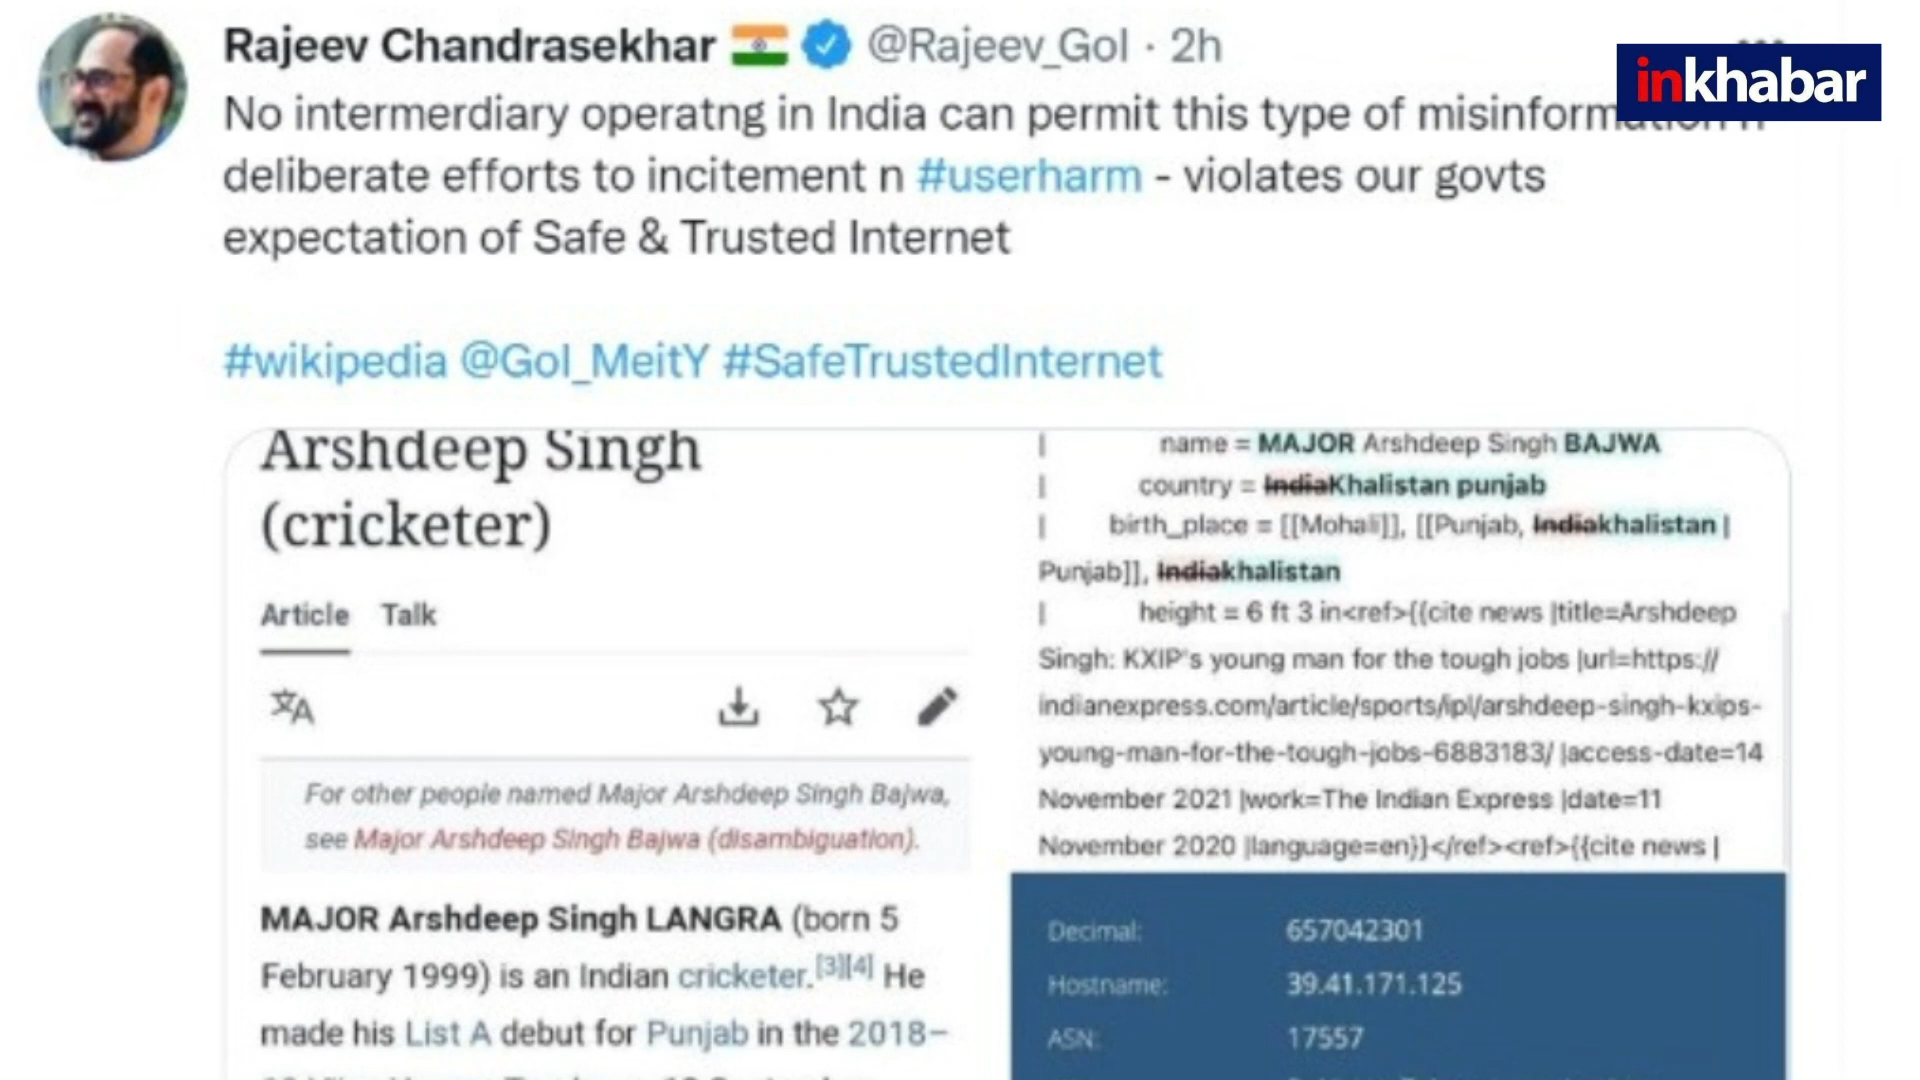 Rajeev Chandrasekhar @Rajeev_GoI · 2h
inkhabar
No intermerdiary operatng in India can permit this type of misinformation n
deliberate efforts to incitement n #userharm - violates our govts
expectation of Safe & Trusted Internet
#wikipedia @GoI_MeitY #SafeTrustedInternet
Arshdeep Singh
(cricketer)
Article Talk
For other people named Major Arshdeep Singh Bajwa,
see Major Arshdeep Singh Bajwa (disambiguation).
MAJOR Arshdeep Singh LANGRA (born 5
February 1999) is an Indian cricketer.[3][4] He
made his List A debut for Punjab in the 2018–
| name = MAJOR Arshdeep Singh BAJWA
| country = IndiaKhalistan punjab
| birth_place = [[Mohali]], [[Punjab, Indiakhalistan |
Punjab]], Indiakhalistan
| height = 6 ft 3 in<ref>{{cite news |title=Arshdeep
Singh: KXIP's young man for the tough jobs |url=https://
indianexpress.com/article/sports/ipl/arshdeep-singh-kxips-
young-man-for-the-tough-jobs-6883183/ |access-date=14
November 2021 |work=The Indian Express |date=11
November 2020 |language=en}}</ref><ref>{{cite news |
Decimal: 657042301
Hostname: 39.41.171.125
ASN: 17557